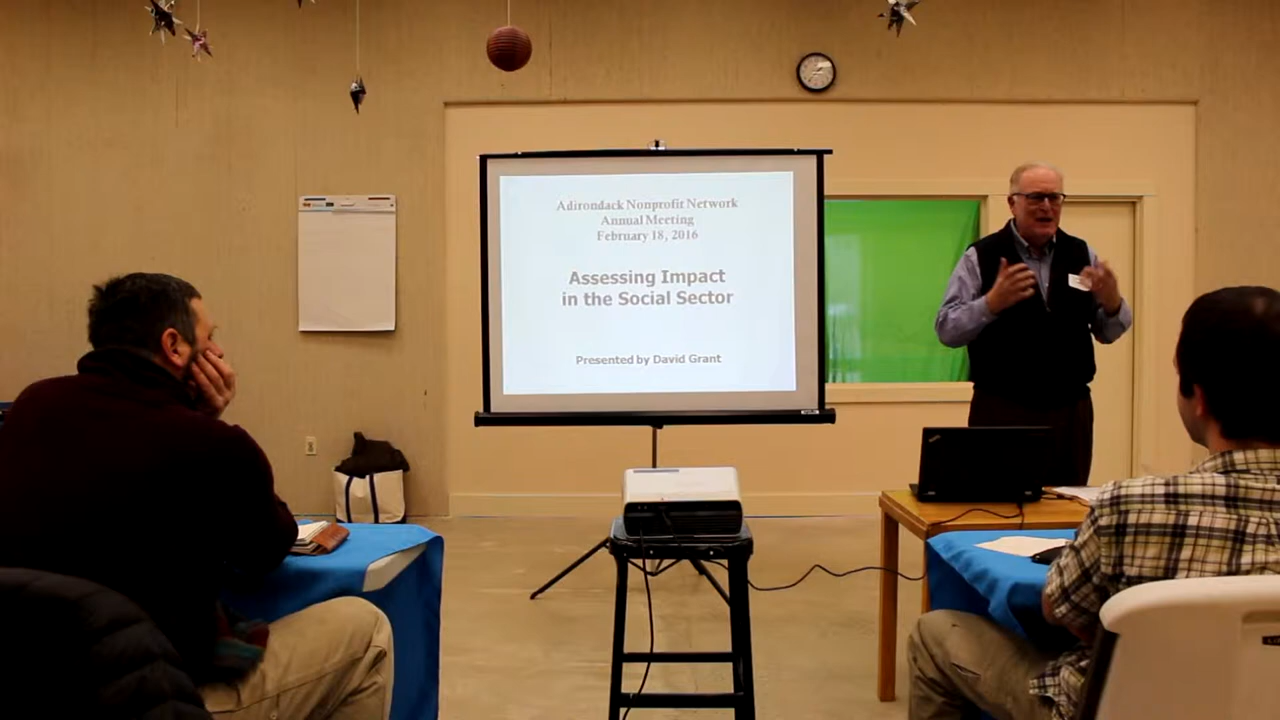 Adirondack Nonprofit Network
Annual Meeting
February 18, 2016
Assessing Impact
in the Social Sector
Presented by David Grant